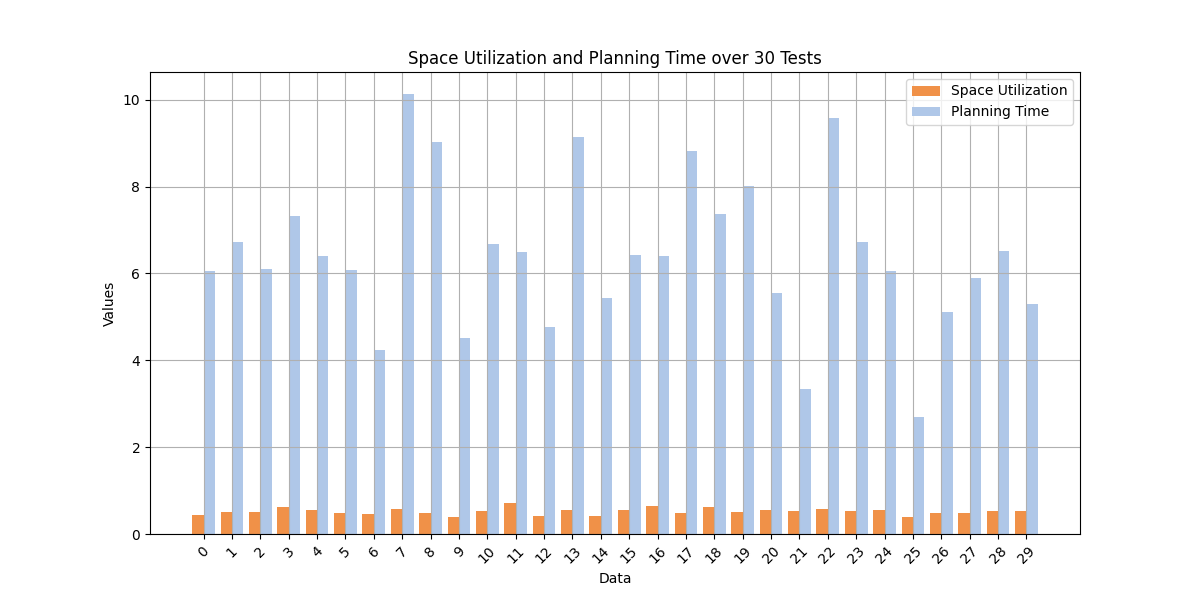 Space Utilization and Planning Time over 30 Tests
Space Utilization
Planning Time
Values
10
8
6
4
2
0
0 1 2 3 4 5 6 7 8 9 10 11 12 13 14 15 16 17 18 19 20 21 22 23 24 25 26 27 28 29
Data